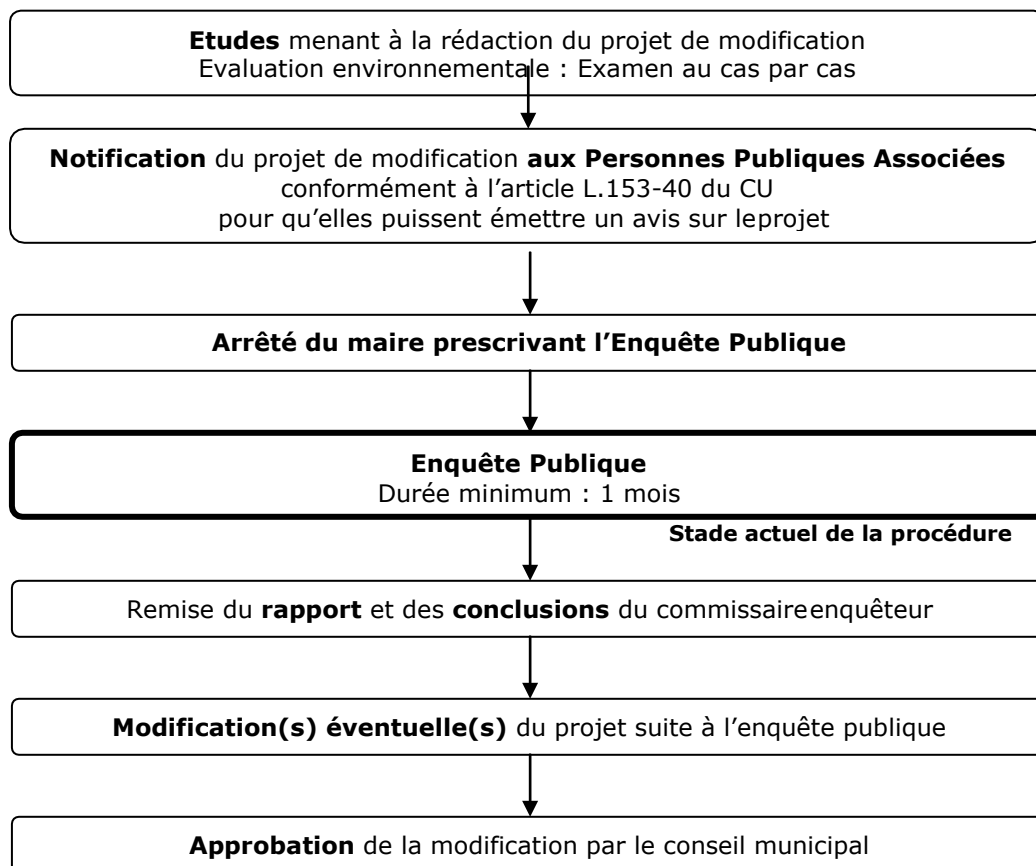 Etudes menant à la rédaction du projet de modification
Evaluation environnementale : Examen au cas par cas
Notification du projet de modification aux Personnes Publiques Associées
conformément à l’article L.153-40 du CU
pour qu’elles puissent émettre un avis sur leprojet
Arrêté du maire prescrivant l’Enquête Publique
Enquête Publique
Durée minimum : 1 mois
Stade actuel de la procédure
Remise du rapport et des conclusions du commissaireenquêteur
Modification(s) éventuelle(s) du projet suite à l’enquête publique
Approbation de la modification par le conseil municipal